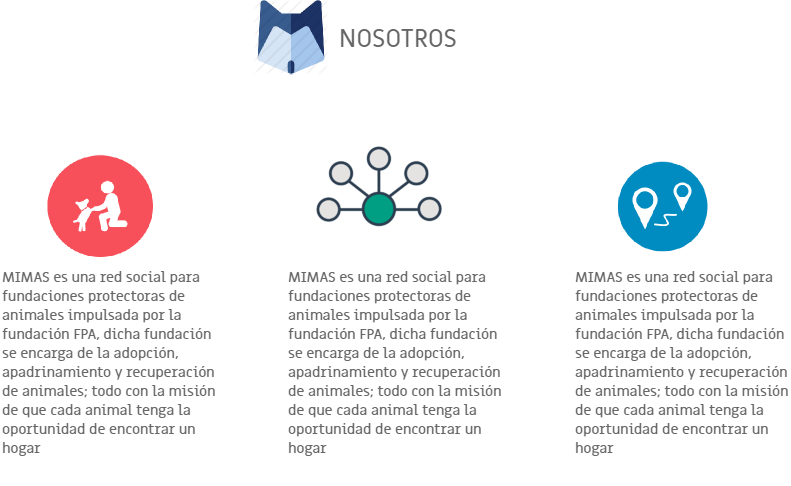 NOSOTROS
MIMAS es una red social para
fundaciones protectoras de
animales impulsada por la
fundación FPA, dicha fundación
se encarga de la adopción,
apadrinamiento y recuperación
de animales; todo con la misión
de que cada animal tenga la
oportunidad de encontrar un
hogar
MIMAS es una red social para
fundaciones protectoras de
animales impulsada por la
fundación FPA, dicha fundación
se encarga de la adopción,
apadrinamiento y recuperación
de animales; todo con la misión
de que cada animal tenga la
oportunidad de encontrar un
hogar
MIMAS es una red social para
fundaciones protectoras de
animales impulsada por la
fundación FPA, dicha fundación
se encarga de la adopción,
apadrinamiento y recuperación
de animales; todo con la misión
de que cada animal tenga la
oportunidad de encontrar un
hogar